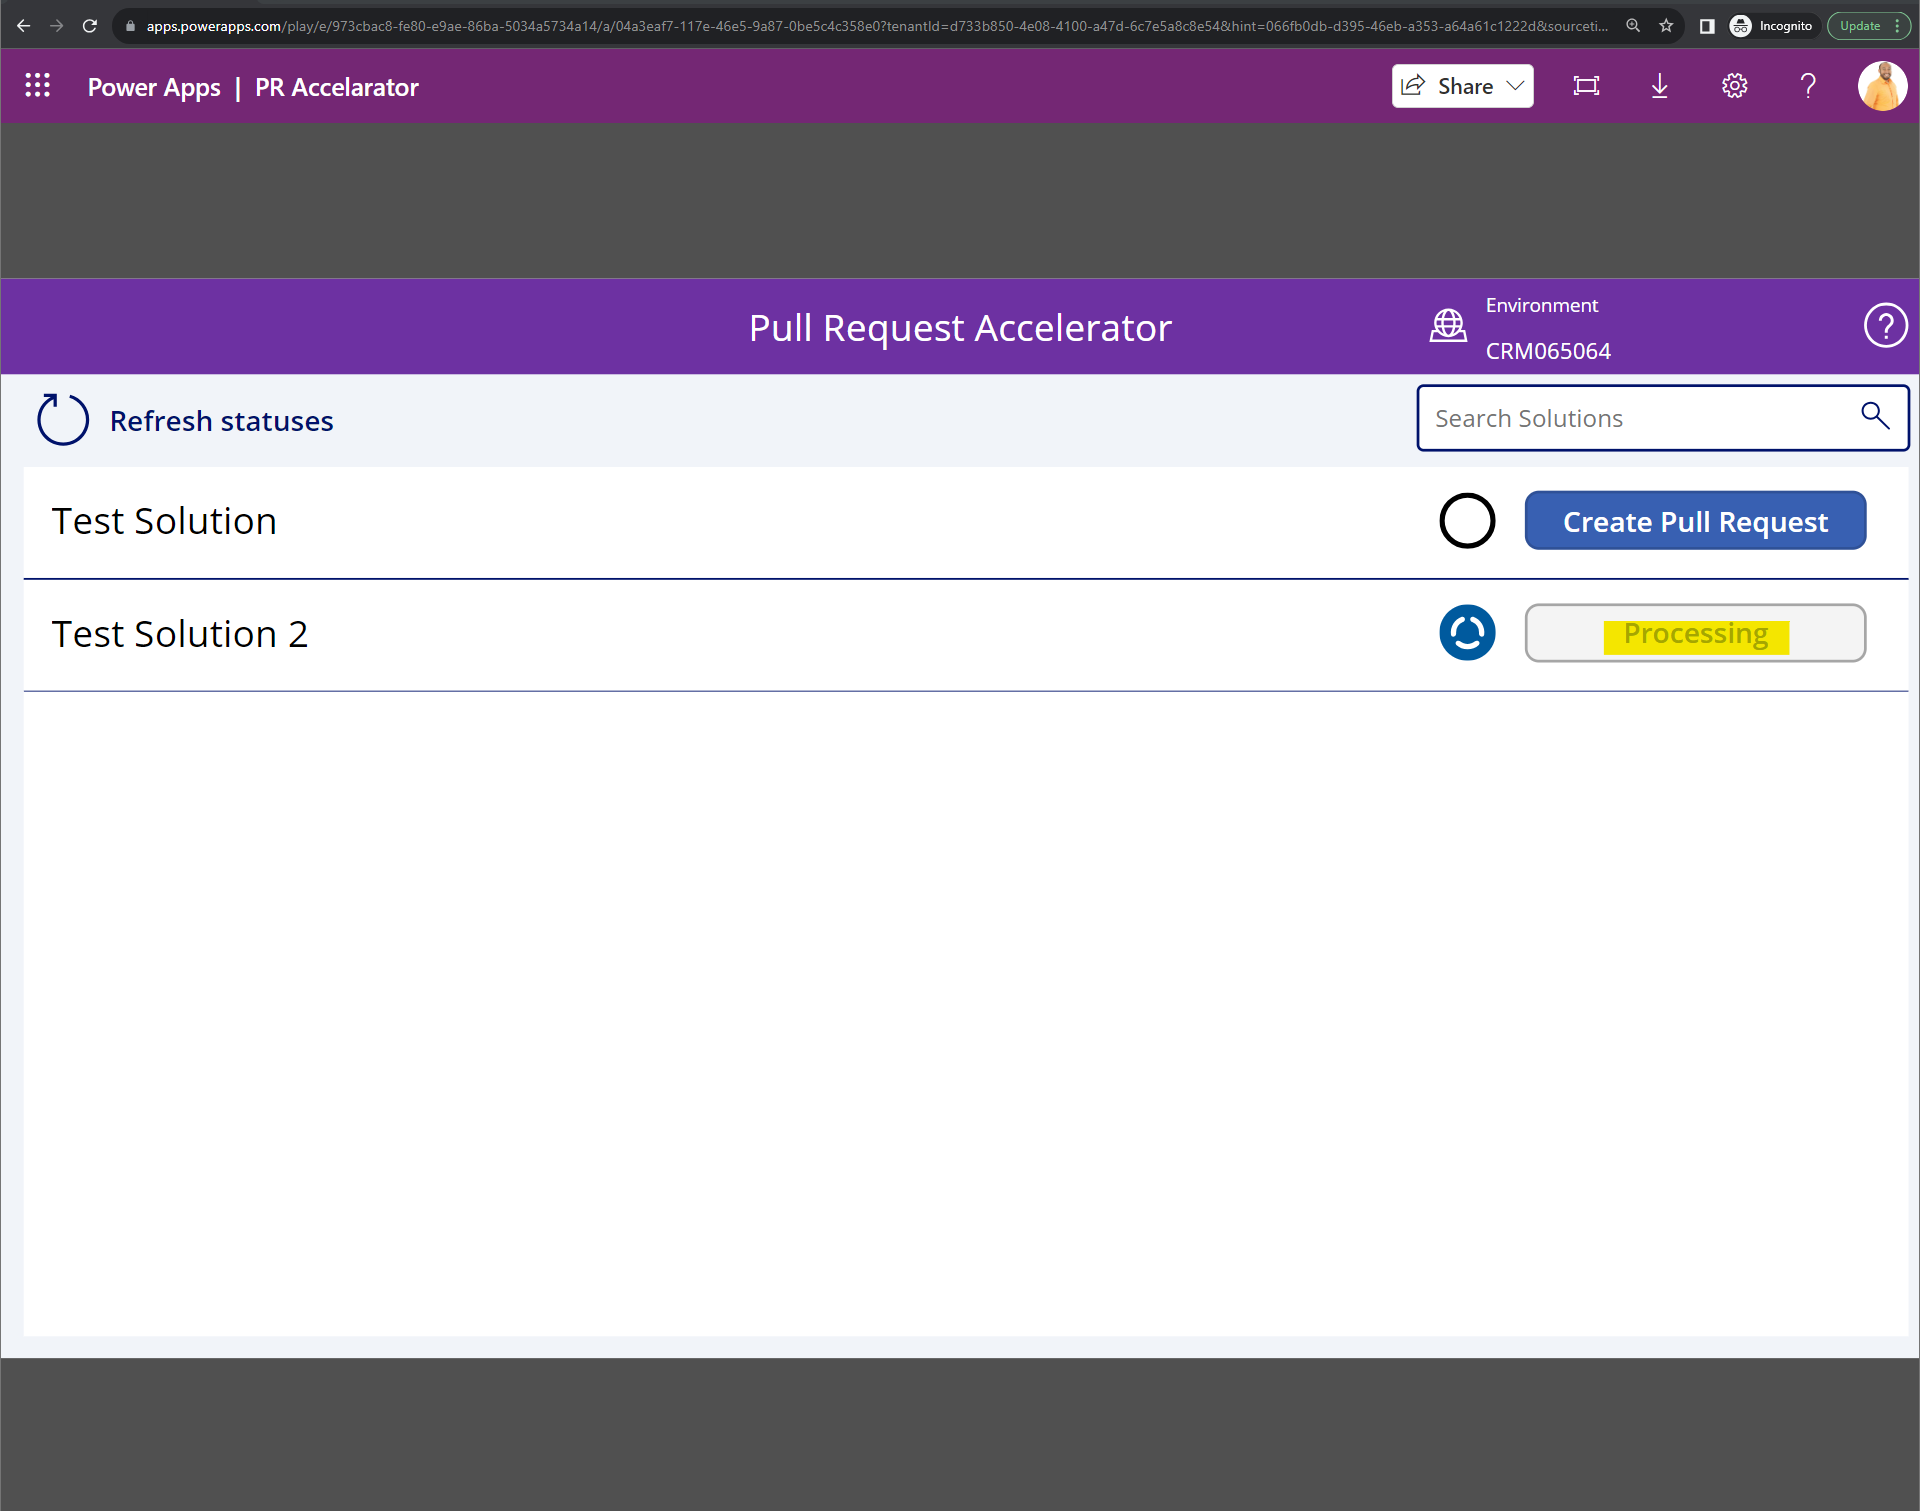 apps.powerapps.com/play/e/973cbac8-fe80-e9ae-86ba-5034a5734a14/a/04a3eaf7-117e-46e5-9a87-0be5c4c358e0?tenantId=d733b850-4e08-4100-a47d-6c7e5a8c8e54&hint=066fb0db-d395-46eb-a353-a64a61c1222d&sourceti...
Incognito
Update
Power Apps | PR Accelarator
Share
Pull Request Accelerator
Environment
CRM065064
Refresh statuses
Search Solutions
Test Solution
Create Pull Request
Test Solution 2
Processing